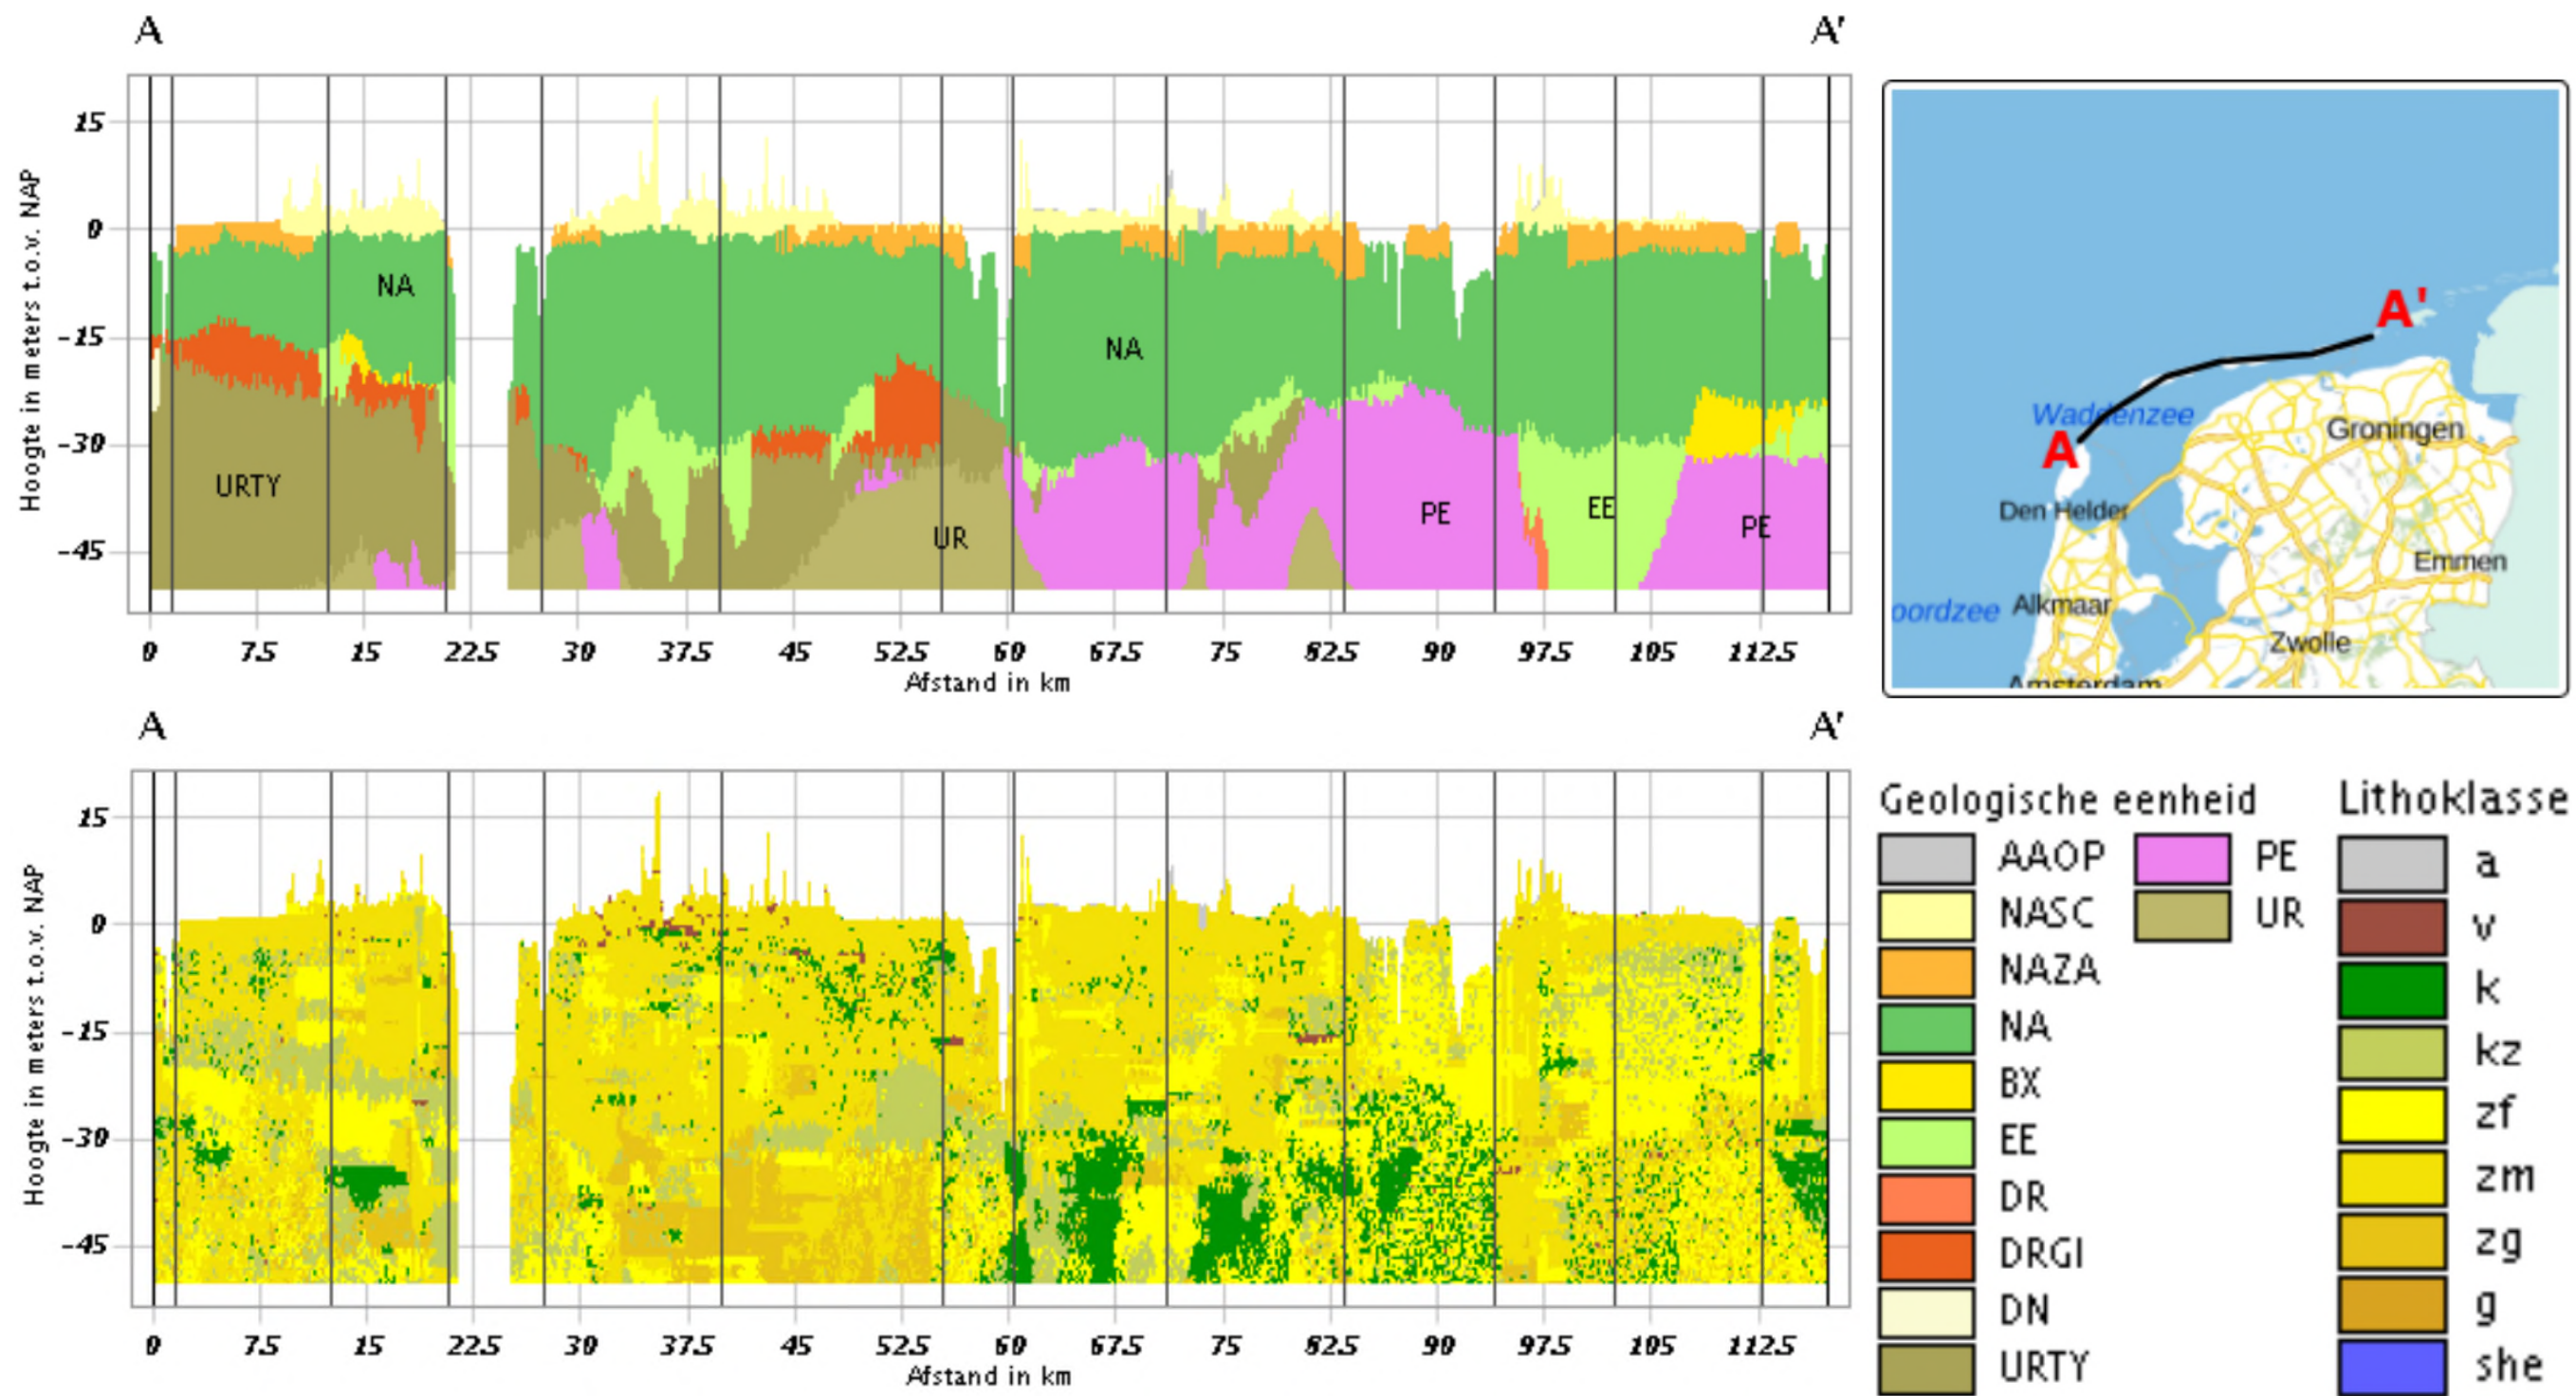 A A'
15
0
-15
-30
-45
Hoogte in meters t.o.v. NAP
NA
URTY
NA
UR
PE
EE
PE
0 7.5 15 22.5 30 37.5 45 52.5 60 67.5 75 82.5 90 97.5 105 112.5
Afstand in km
A'
A
Waddenzee
Groningen
Den Helder
Emmen
oordzee
Alkmaar
Zwolle
Amsterdam
A A'
15
0
-15
-30
-45
Hoogte in meters t.o.v. NAP
0 7.5 15 22.5 30 37.5 45 52.5 60 67.5 75 82.5 90 97.5 105 112.5
Afstand in km
Geologische eenheid
AAOP
NASC
NAZA
NA
BX
EE
DR
DRGI
DN
URTY
PE
UR
Lithoklasse
a
v
k
kz
zf
zm
zg
g
she